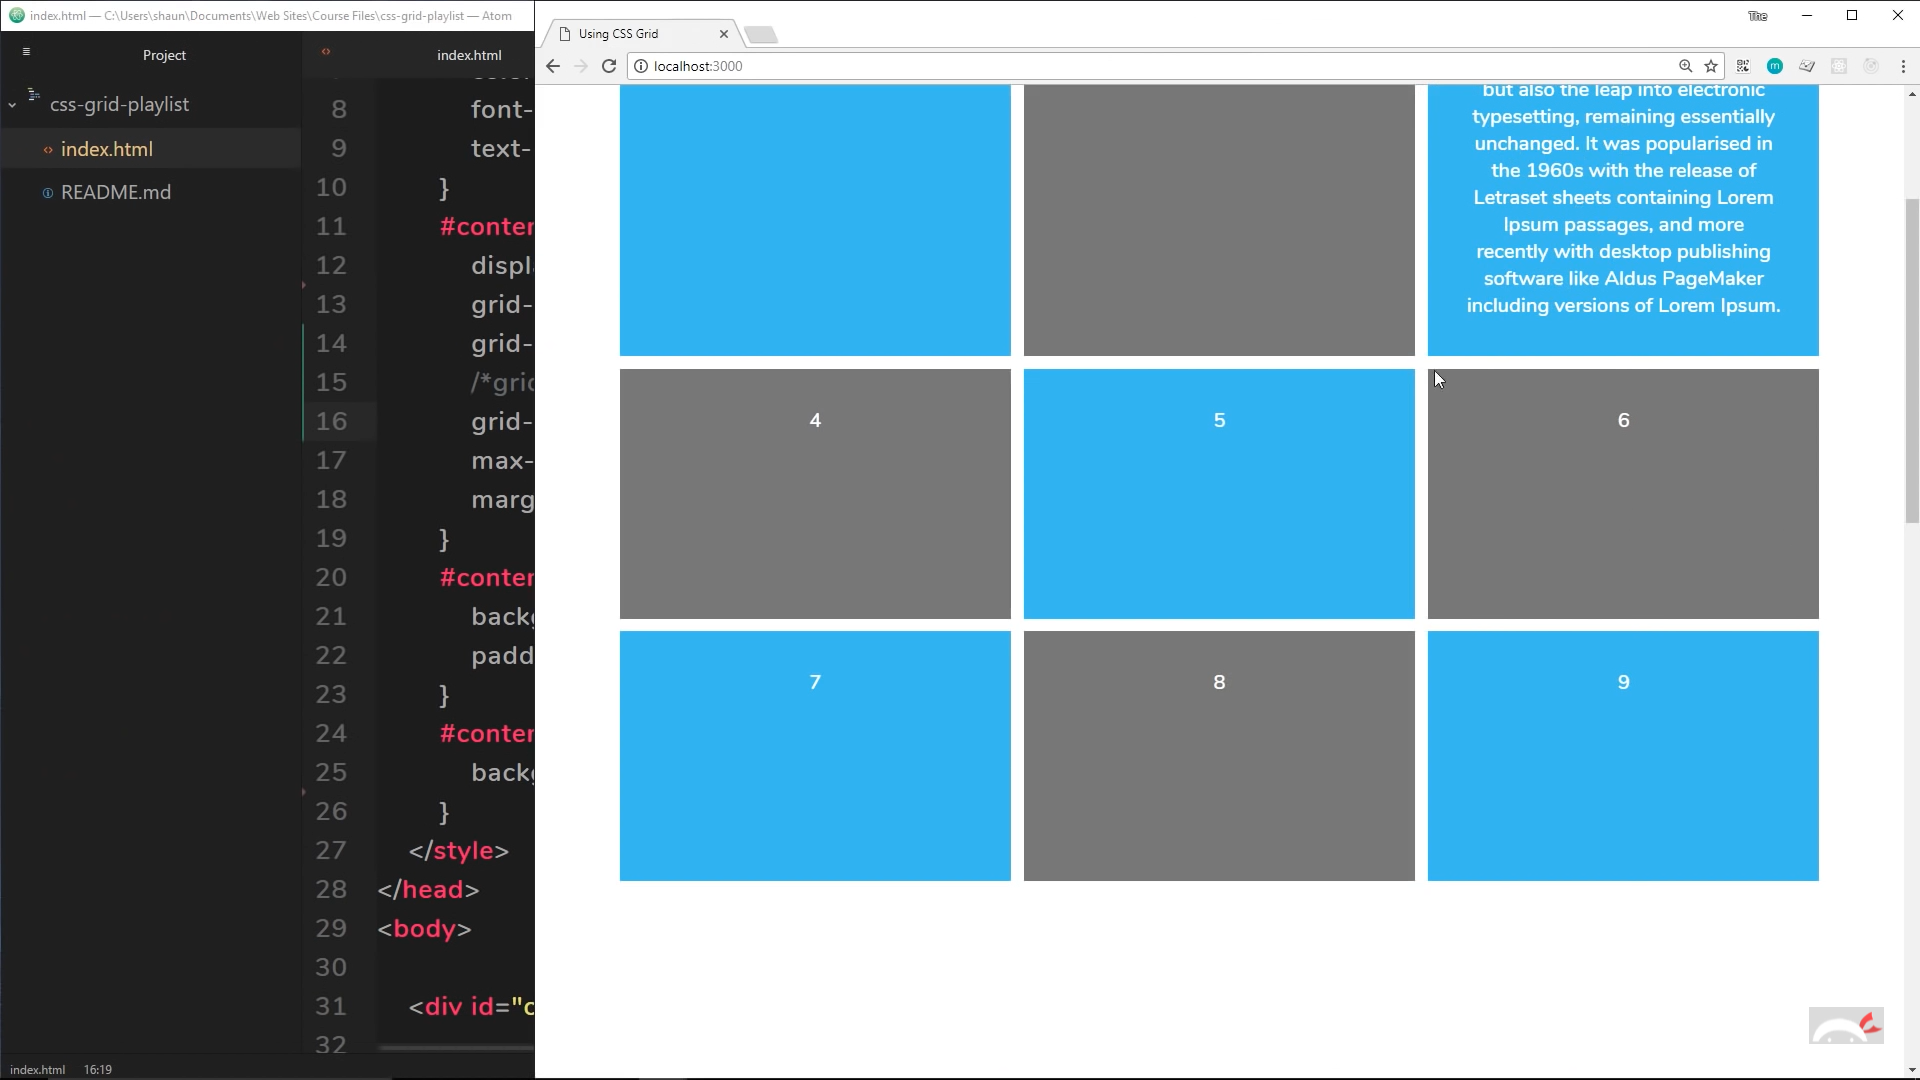 index.html — C:\Users\shaun\Documents\Web Sites\Course Files\css-grid-playlist — Atom
Project
css-grid-playlist
index.html
README.md
index.html
8 font-
9 text-
10 }
11 #conter
12 displ
13 grid-
14 grid-
15 /*gric
16 grid-
17 max-
18 marg
19 }
20 #conter
21 back
22 padd
23 }
24 #conter
25 back
26 }
27 </style>
28 </head>
29 <body>
30
31 <div id="c
32
index.html 16:19
Using CSS Grid
The
localhost:3000
but also the leap into electronic
typesetting, remaining essentially
unchanged. It was popularised in
the 1960s with the release of
Letraset sheets containing Lorem
Ipsum passages, and more
recently with desktop publishing
software like Aldus PageMaker
including versions of Lorem Ipsum.
4
5
6
7
8
9